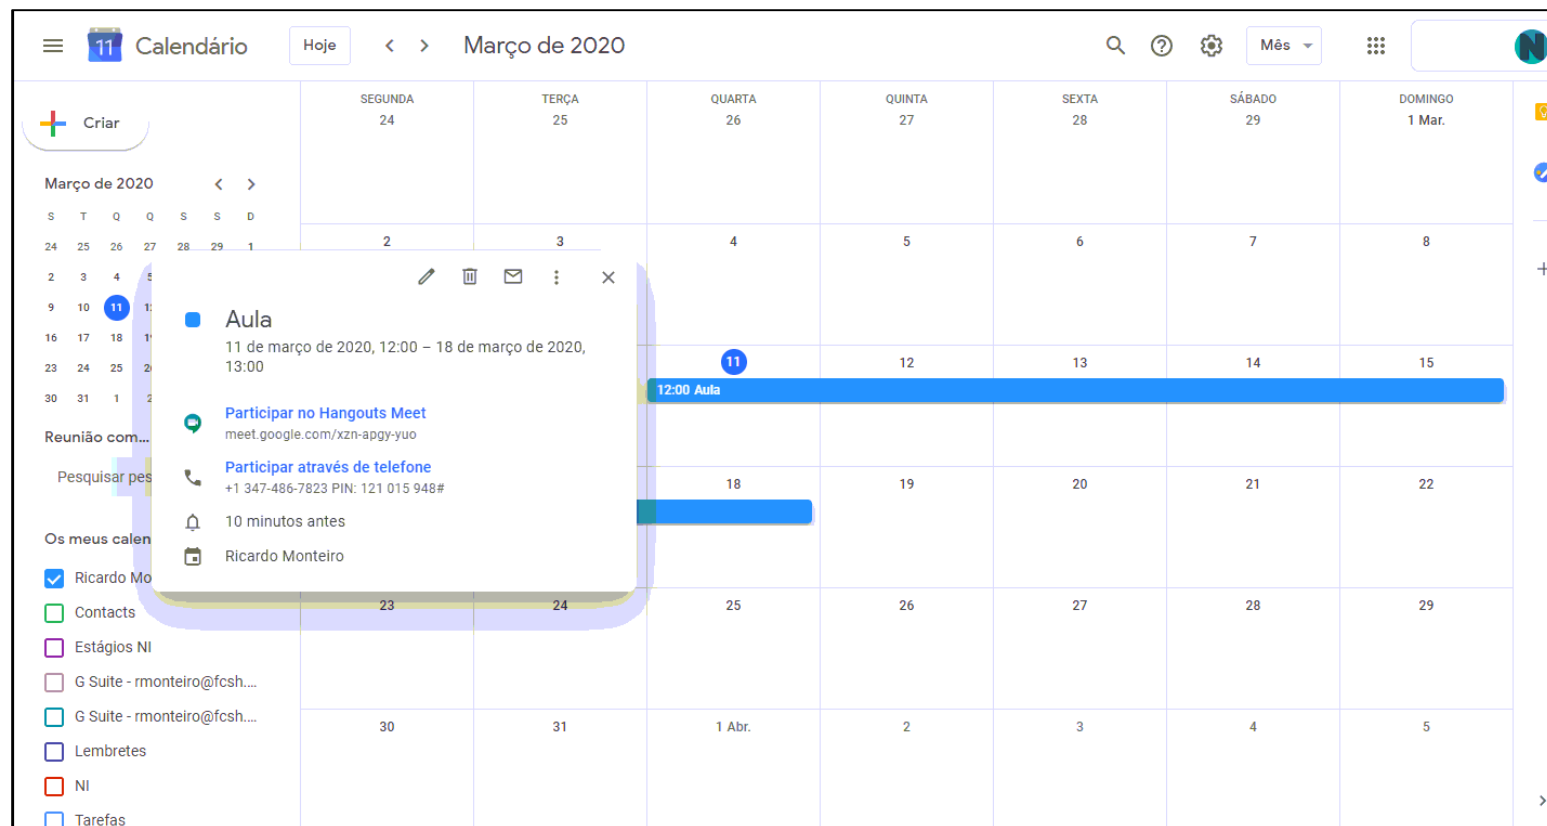 11 Calendário Hoje Março de 2020 Mês N
Criar
Março de 2020
S T Q Q S S D
24 25 26 27 28 29 1
2 3 4
9 10 11
16 17 18
23 24 25
30 31 1
Reunião com...
Pesquisar pes
Os meus calen
Ricardo Mo
Contacts
Estágios NI
G Suite - rmonteiro@fcsh....
G Suite - rmonteiro@fcsh....
Lembretes
NI
Tarefas
SEGUNDA TERÇA QUARTA QUINTA SEXTA SÁBADO DOMINGO
24 25 26 27 28 29 1 Mar.
2 3 4 5 6 7 8
11 12 13 14 15
12:00 Aula
18 19 20 21 22
23 24 25 26 27 28 29
30 31 1 Abr. 2 3 4 5
Aula
11 de março de 2020, 12:00 – 18 de março de 2020,
13:00
Participar no Hangouts Meet
meet.google.com/xzn-apgy-yuo
Participar através de telefone
+1 347-486-7823 PIN: 121 015 948#
10 minutos antes
Ricardo Monteiro